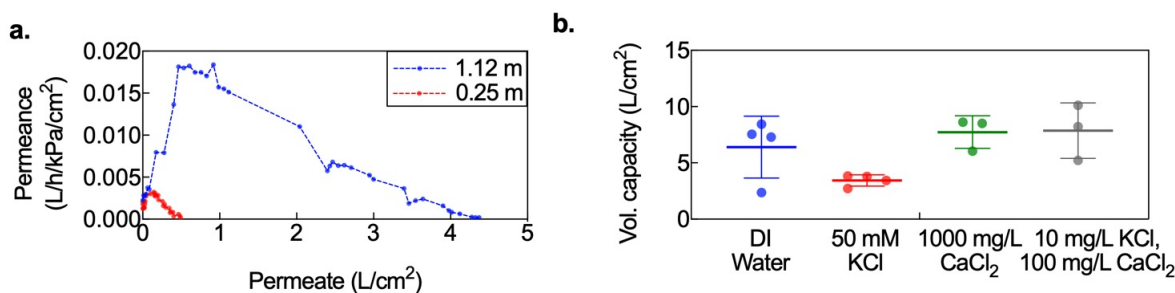 a.
Permeance
(L/h/kPa/cm²)
0.020
0.015
0.010
0.005
0.000
0 1 2 3 4 5
Permeate (L/cm²)
1.12 m
0.25 m
b.
Vol. capacity (L/cm²)
15
10
5
0
DI
Water
50 mM
KCl
1000 mg/L
CaCl₂
10 mg/L KCl,
100 mg/L CaCl₂